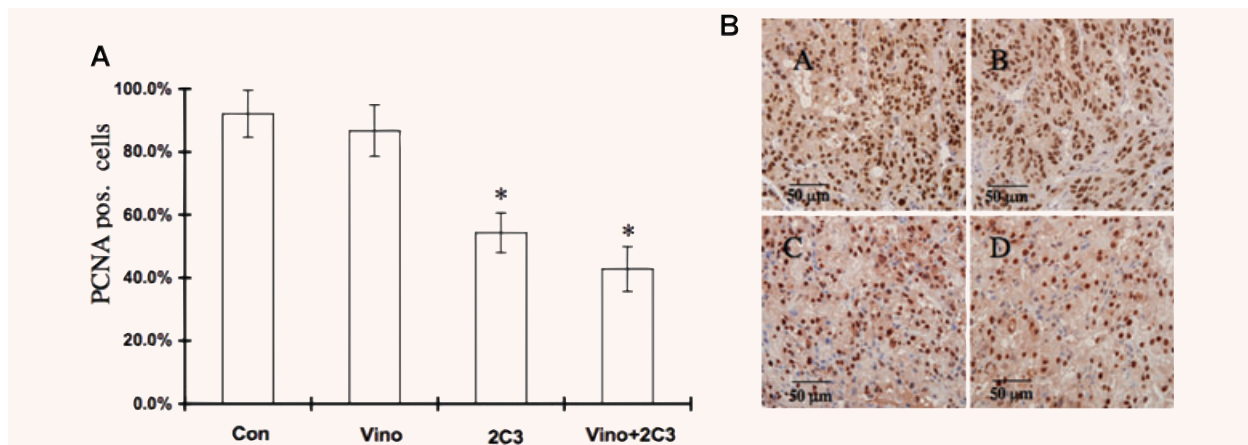 A
PCNA pos. cells
100.0%
80.0%
60.0%
40.0%
20.0%
0.0%
*
*
Con Vino 2C3 Vino+2C3
B
A
B
50 µm
50 µm
C
D
50 µm
50 µm